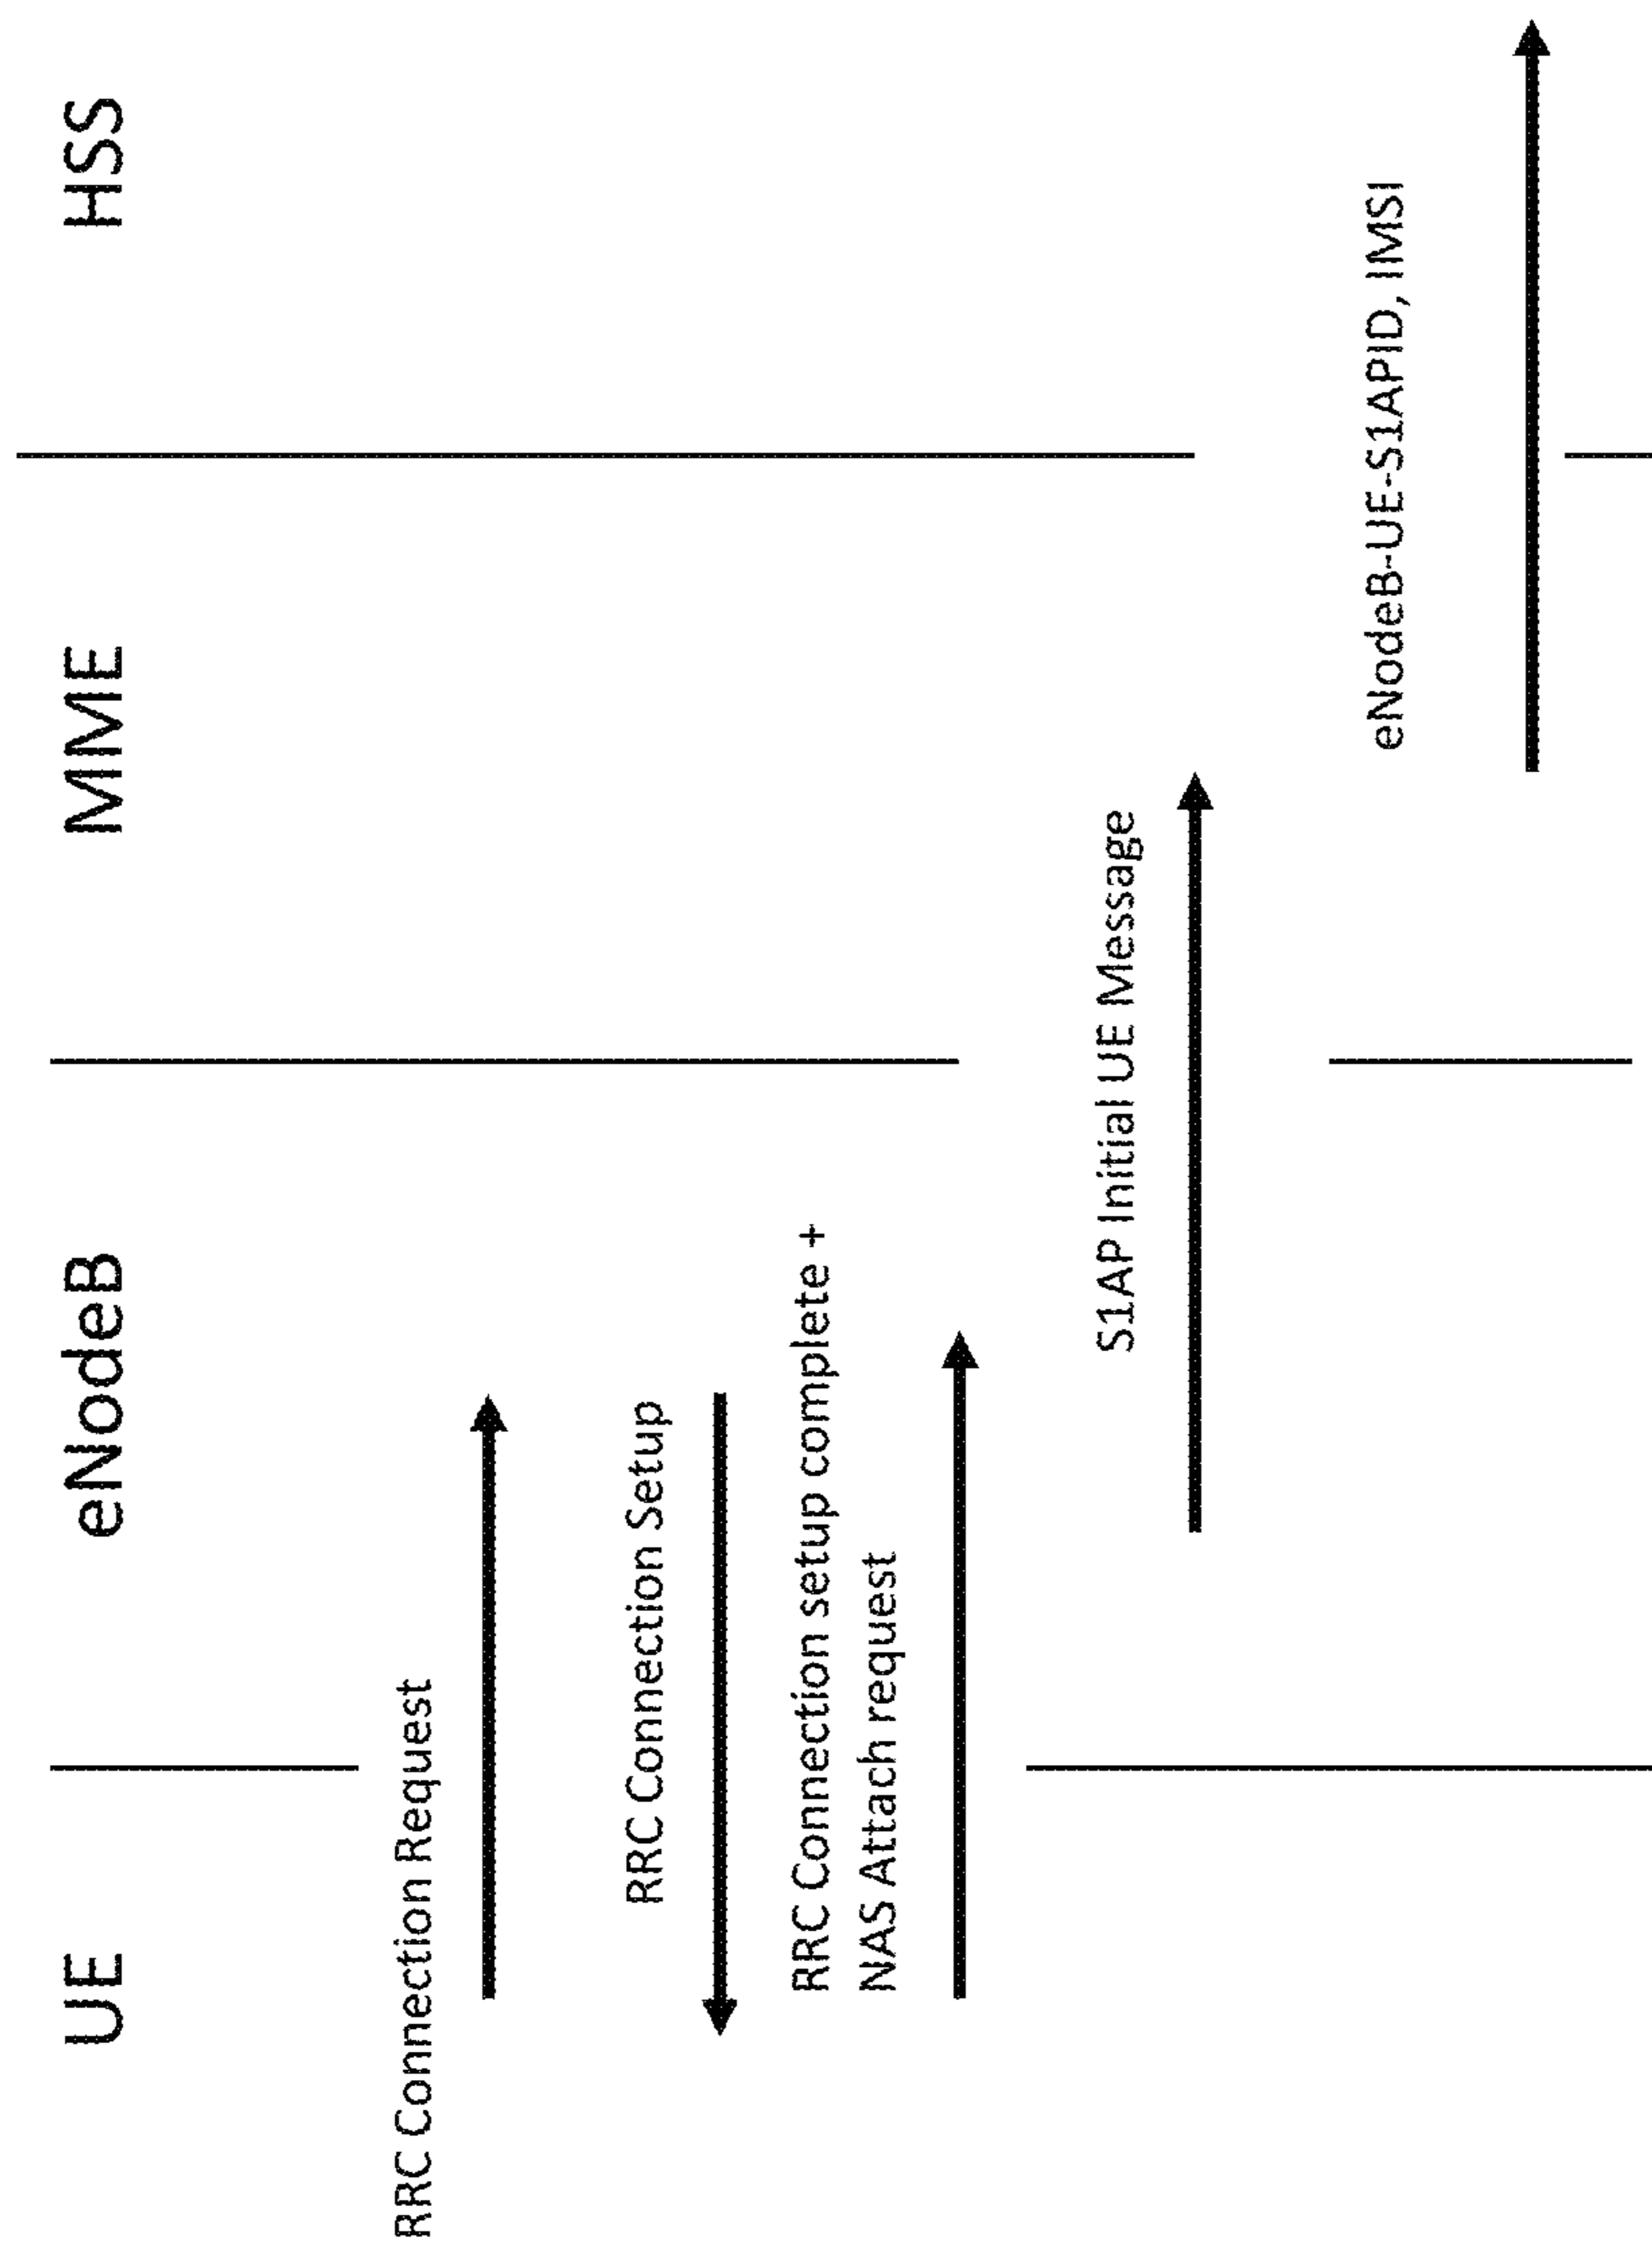 UE
eNodeB
MME
HSS
RRC Connection Request
RRC Connection Setup
RRC Connection setup complete +
NAS Attach request
S1AP Initial UE Message
eNodeB-UE-S1APID, IMSI